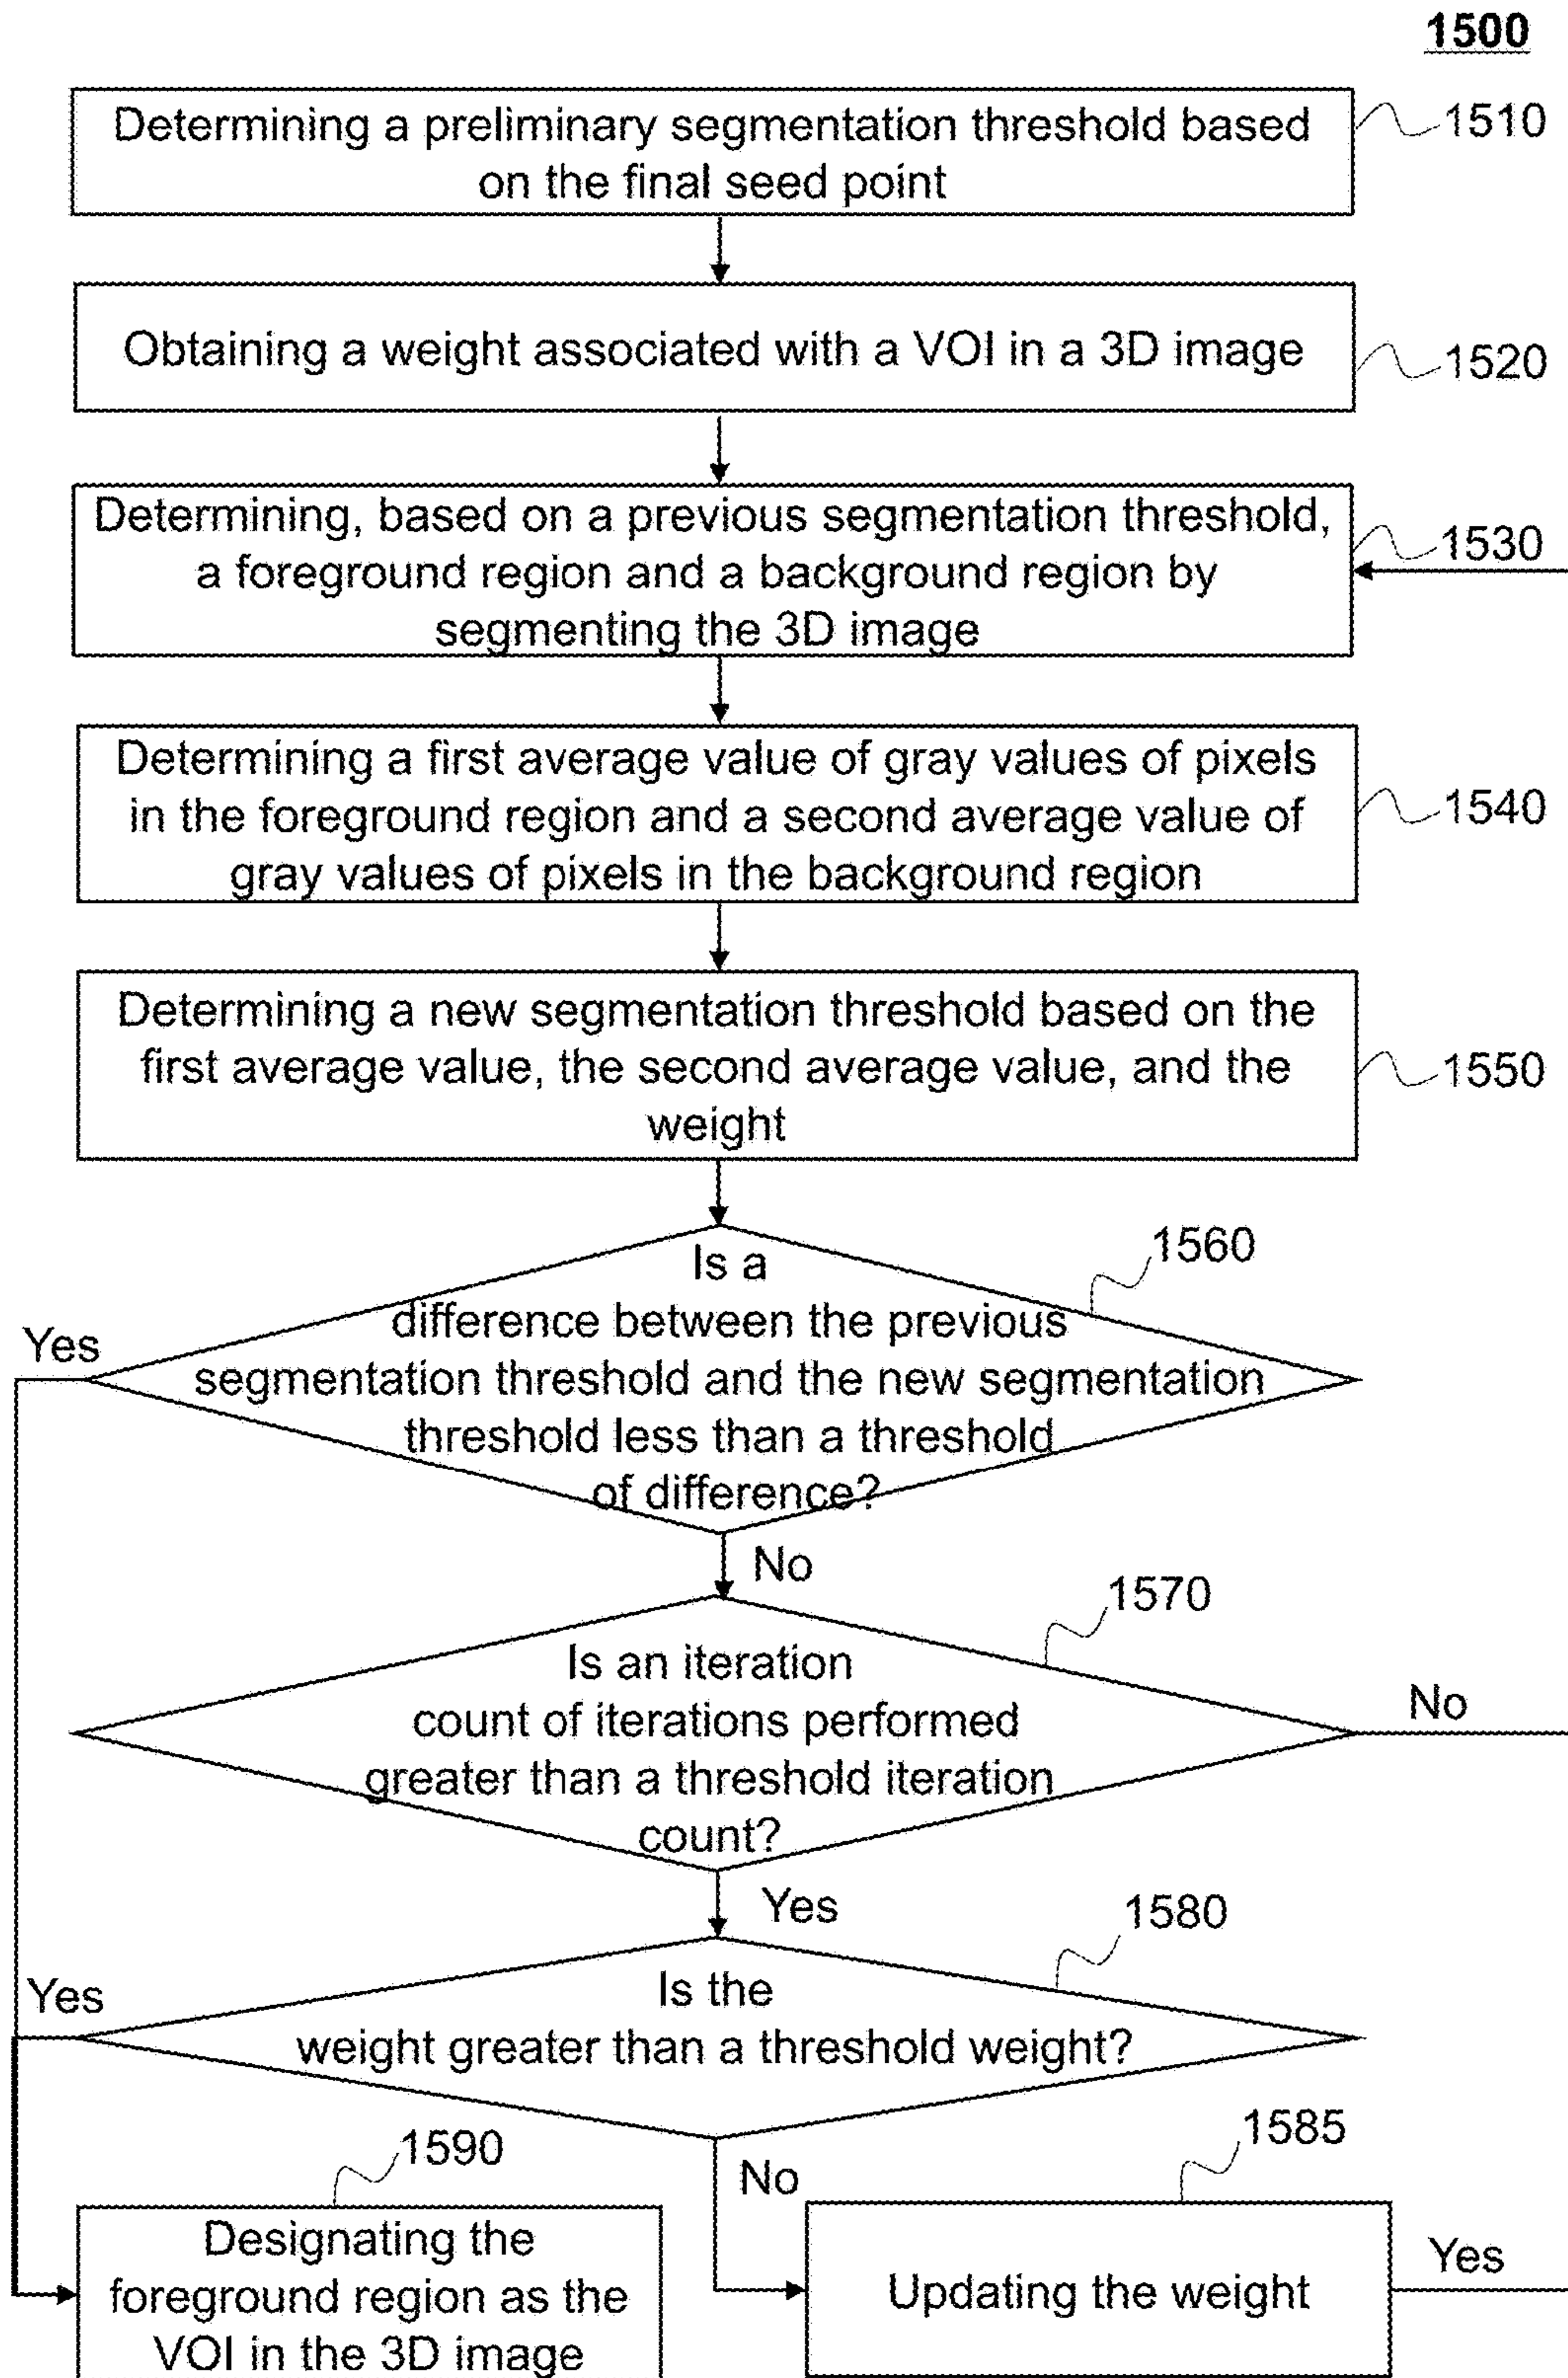 1500
Determining a preliminary segmentation threshold based
on the final seed point
1510
Obtaining a weight associated with a VOI in a 3D image
1520
Determining, based on a previous segmentation threshold,
a foreground region and a background region by
segmenting the 3D image
1530
Determining a first average value of gray values of pixels
in the foreground region and a second average value of
gray values of pixels in the background region
1540
Determining a new segmentation threshold based on the
first average value, the second average value, and the
weight
1550
1560
Is a
difference between the previous
segmentation threshold and the new segmentation
threshold less than a threshold
of difference?
Yes
No
1570
Is an iteration
count of iterations performed
greater than a threshold iteration
count?
No
Yes
1580
Is the
weight greater than a threshold weight?
Yes
No
1590
Designating the
foreground region as the
VOI in the 3D image
1585
Updating the weight
Yes